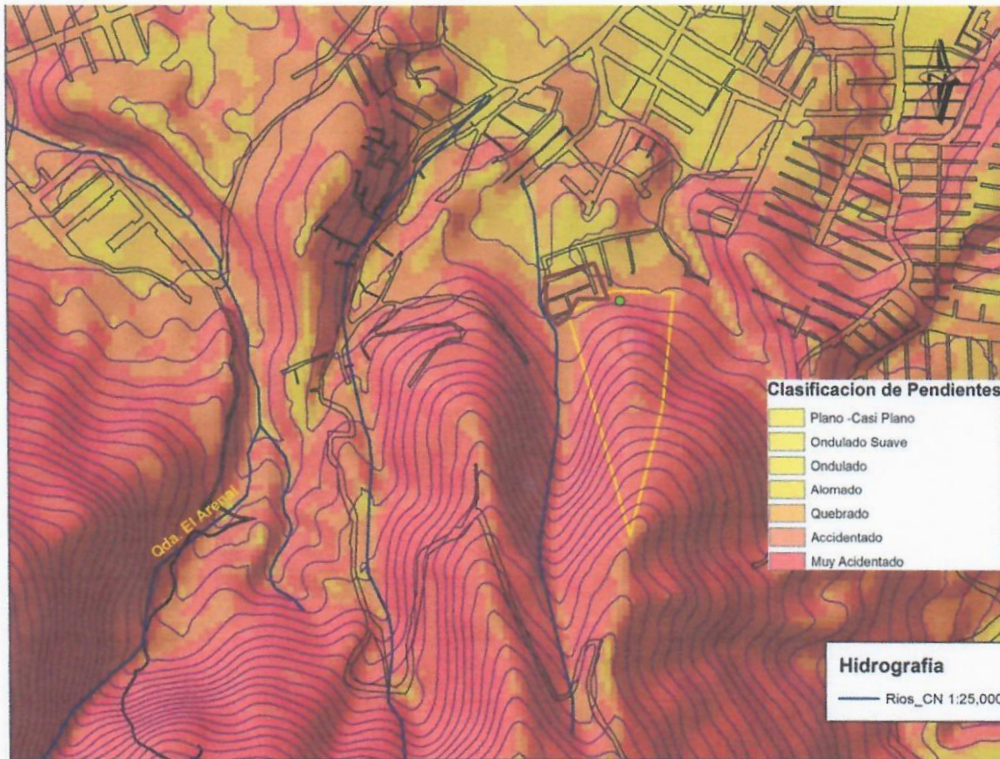 Clasificacion de Pendientes
Plano -Casi Plano
Ondulado Suave
Ondulado
Alomado
Quebrado
Accidentado
Muy Acidentado
Qda. El Arenal
Hidrografia
Rios_CN 1:25,000